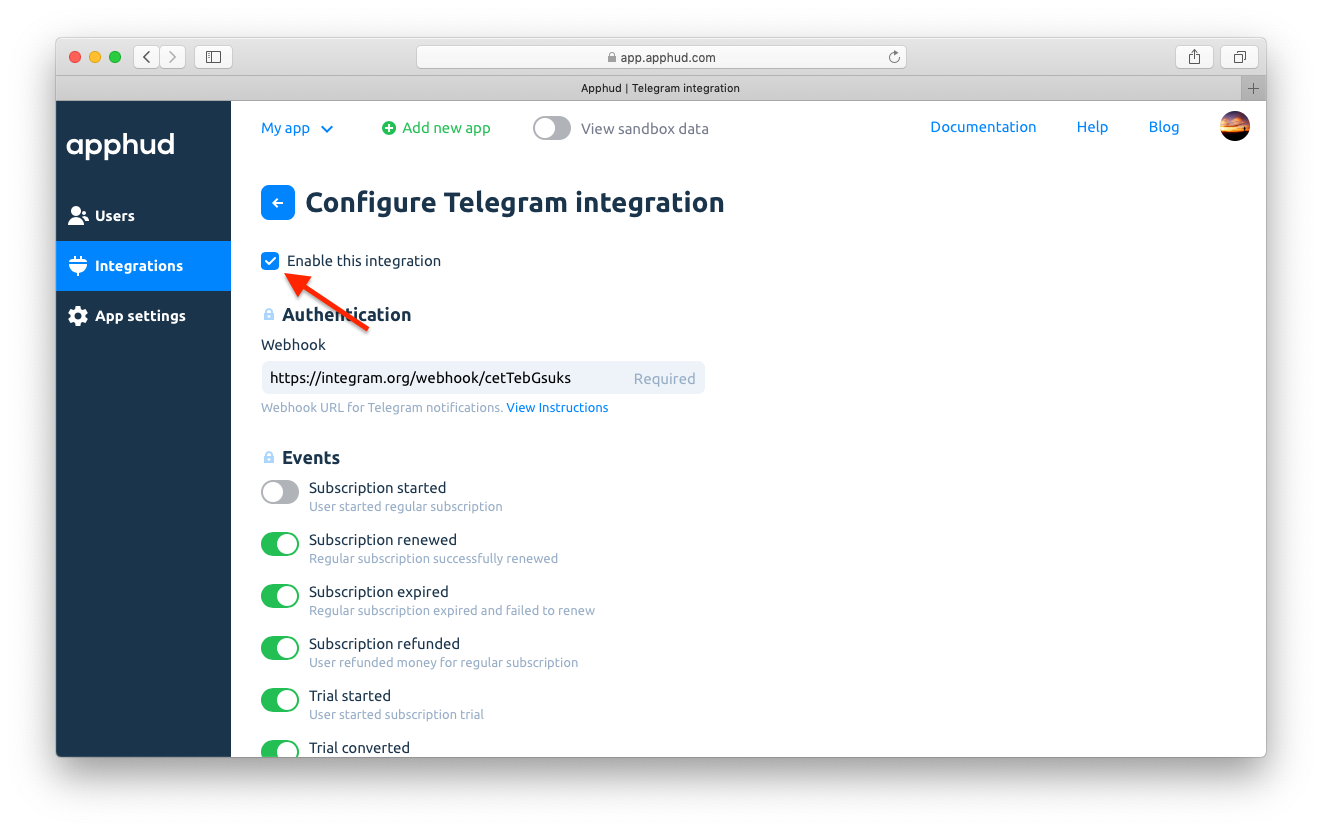 app.apphud.com
Apphud | Telegram integration
apphud
My app
Add new app
View sandbox data
Documentation
Help
Blog
Users
Integrations
App settings
Configure Telegram integration
Enable this integration
Authentication
Webhook
https://integram.org/webhook/cetTebGsuks Required
Webhook URL for Telegram notifications. View Instructions
Events
Subscription started
User started regular subscription
Subscription renewed
Regular subscription successfully renewed
Subscription expired
Regular subscription expired and failed to renew
Subscription refunded
User refunded money for regular subscription
Trial started
User started subscription trial
Trial converted